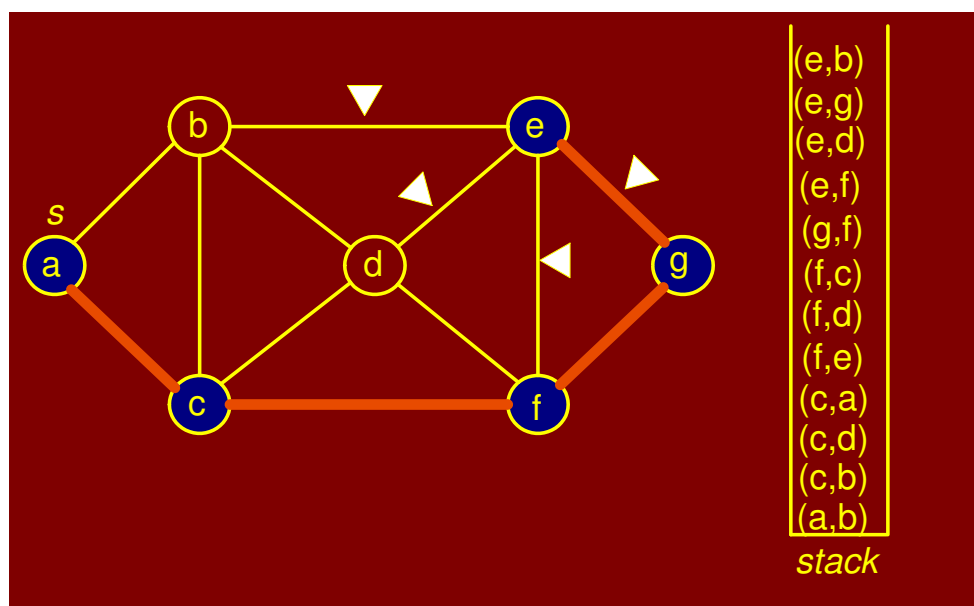 b
e
s
a
d
g
c
f
(e,b)
(e,g)
(e,d)
(e,f)
(g,f)
(f,c)
(f,d)
(f,e)
(c,a)
(c,d)
(c,b)
(a,b)
stack